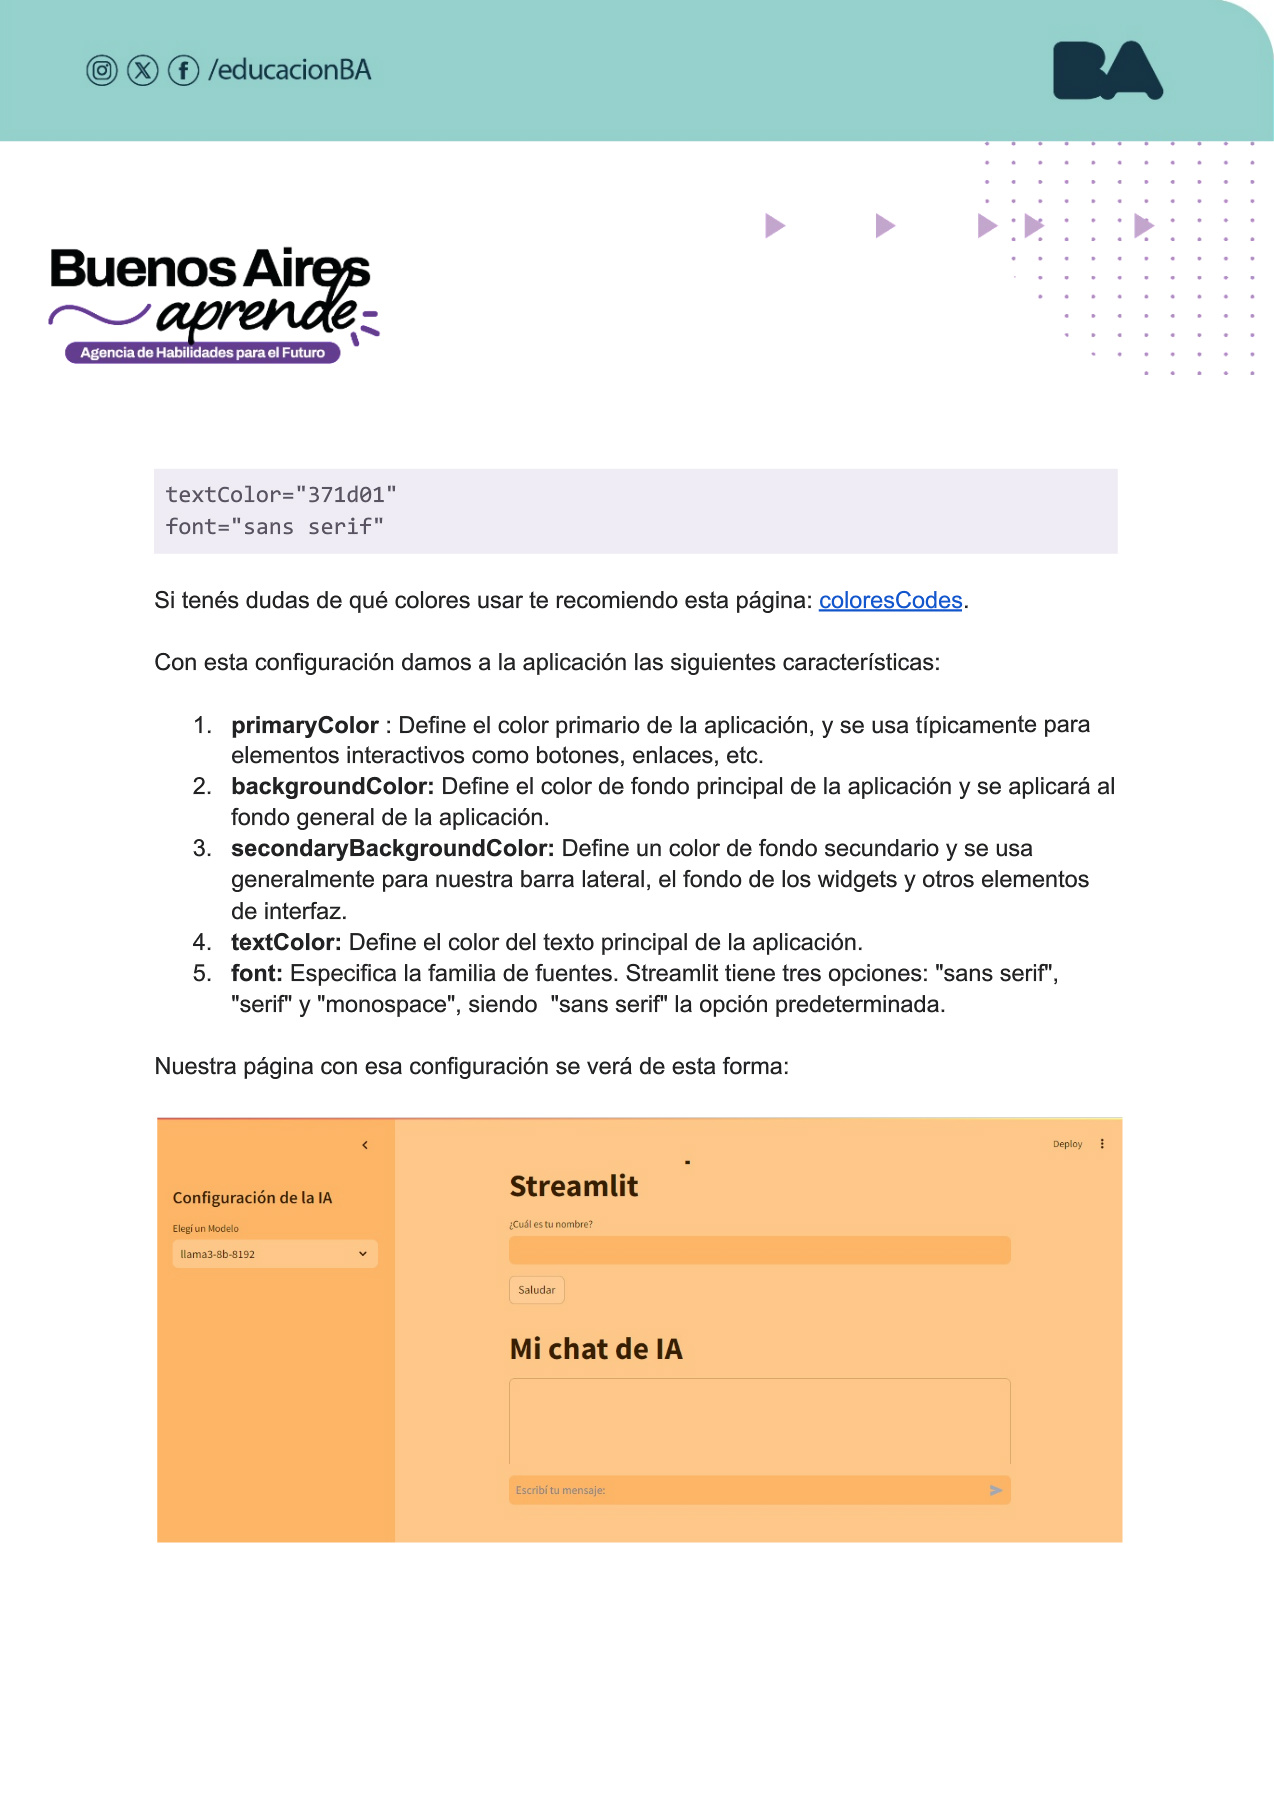 /educacionBA
BA
Buenos Aires
aprende
Agencia de Habilidades para el Futuro
textColor="371d01"
font="sans serif"
Si tenés dudas de qué colores usar te recomiendo esta página: coloresCodes.
Con esta configuración damos a la aplicación las siguientes características:
1. primaryColor : Define el color primario de la aplicación, y se usa típicamente para
elementos interactivos como botones, enlaces, etc.
2. backgroundColor: Define el color de fondo principal de la aplicación y se aplicará al
fondo general de la aplicación.
3. secondaryBackgroundColor: Define un color de fondo secundario y se usa
generalmente para nuestra barra lateral, el fondo de los widgets y otros elementos
de interfaz.
4. textColor: Define el color del texto principal de la aplicación.
5. font: Especifica la familia de fuentes. Streamlit tiene tres opciones: "sans serif",
"serif" y "monospace", siendo  "sans serif" la opción predeterminada.
Nuestra página con esa configuración se verá de esta forma:
Deploy
Configuración de la IA
Elegí un Modelo
llama3-8b-8192
Streamlit
¿Cuál es tu nombre?
Saludar
Mi chat de IA
Escribí tu mensaje: